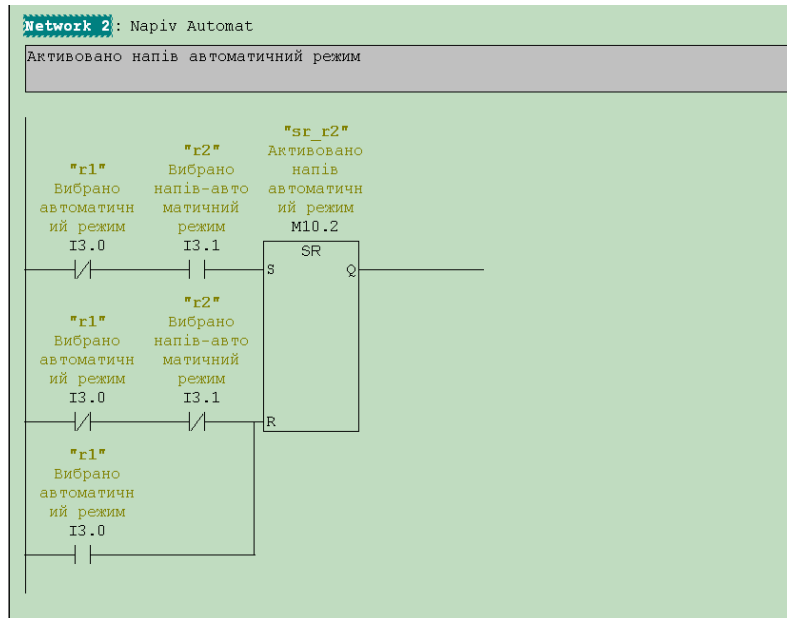 Network 2: Napiv Automat
Активовано напів автоматичний режим
"sr_r2"
"r2"
Активовано
"r1"
Вибрано
напів
Вибрано
напів-авто
автоматичн
автоматичн
матичний
ий режим
ий режим
режим
M10.2
I3.0
I3.1
SR
S
Q
"r2"
"r1"
Вибрано
Вибрано
напів-авто
автоматичн
матичний
ий режим
режим
I3.0
I3.1
R
"r1"
Вибрано
автоматичн
ий режим
I3.0